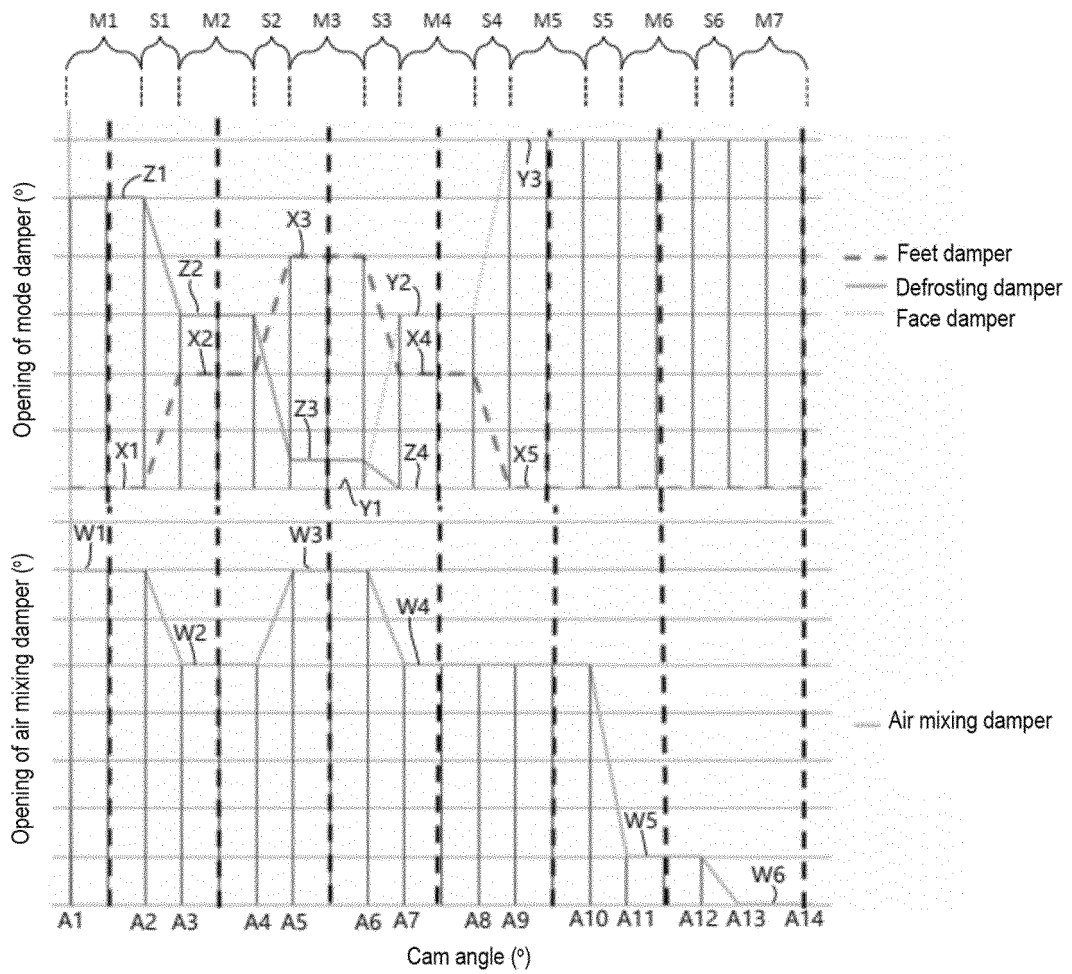 M1 S1 M2 S2 M3 S3 M4 S4 M5 S5 M6 S6 M7
Opening of mode damper (°)
Z1
Y3
X3
Z2
Y2
X2
X4
Z3
X1
Z4
X5
Y1
Feet damper
Defrosting damper
Face damper
Opening of air mixing damper (°)
W1
W3
W2
W4
W5
W6
Air mixing damper
A1 A2 A3 A4 A5 A6 A7 A8 A9 A10 A11 A12 A13 A14
Cam angle (°)